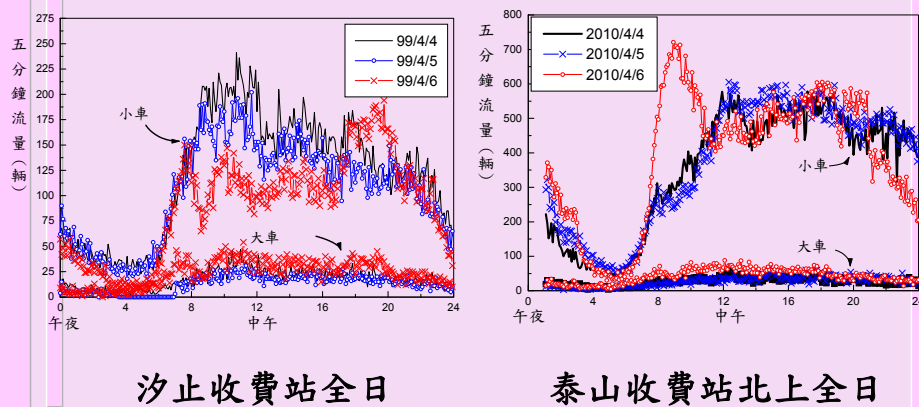 五分鐘流量(輛)
275
250
225
200
175
150
125
100
75
50
25
0
99/4/4
99/4/5
99/4/6
小車
大車
0 4 8 12 16 20 24
午夜 中午
汐止收費站全日
五分鐘流量(輛)
800
700
600
500
400
300
200
100
0
2010/4/4
2010/4/5
2010/4/6
小車
大車
0 4 8 12 16 20 24
午夜 中午
泰山收費站北上全日